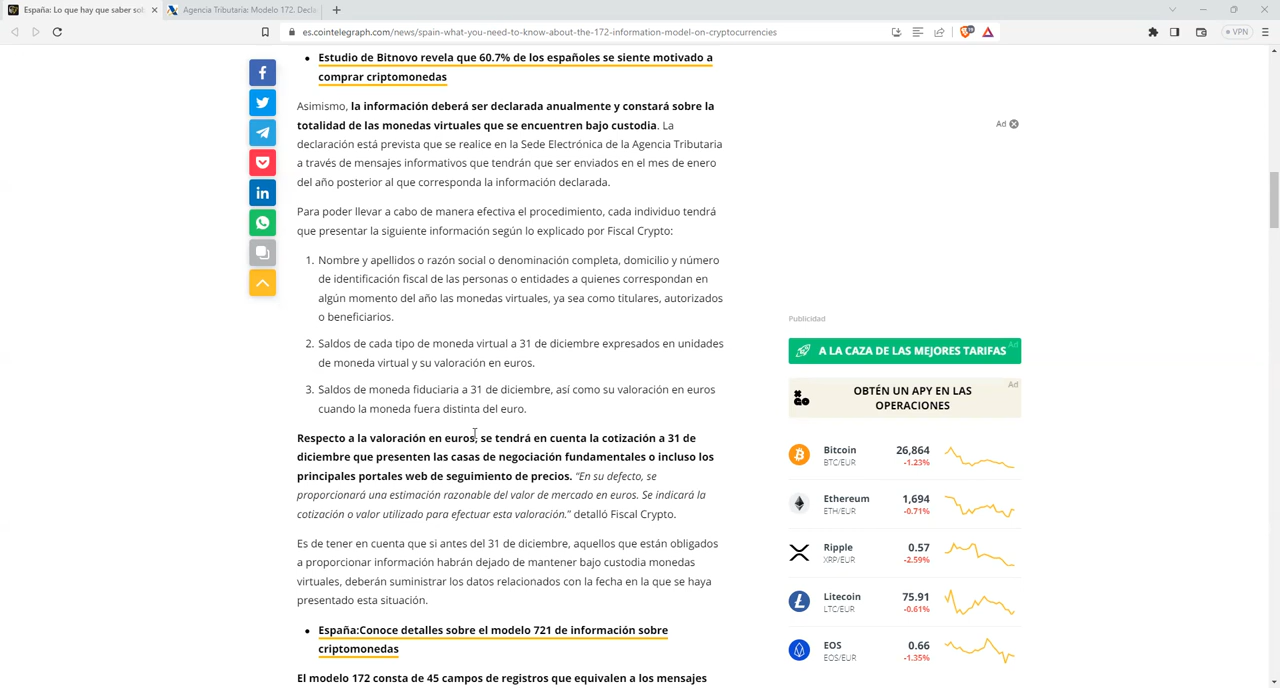 España: Lo que hay que saber sob
Agencia Tributaria: Modelo 172. Decla
VPN
es.cointelegraph.com/news/spain-what-you-need-to-know-about-the-172-information-model-on-cryptocurrencies
Estudio de Bitnovo revela que 60.7% de los españoles se siente motivado a
comprar criptomonedas
Asimismo, la información deberá ser declarada anualmente y constará sobre la
totalidad de las monedas virtuales que se encuentren bajo custodia. La
declaración está prevista que se realice en la Sede Electrónica de la Agencia Tributaria
a través de mensajes informativos que tendrán que ser enviados en el mes de enero
del año posterior al que corresponda la información declarada.
Para poder llevar a cabo de manera efectiva el procedimiento, cada individuo tendrá
que presentar la siguiente información según lo explicado por Fiscal Crypto:
1. Nombre y apellidos o razón social o denominación completa, domicilio y número
de identificación fiscal de las personas o entidades a quienes correspondan en
algún momento del año las monedas virtuales, ya sea como titulares, autorizados
o beneficiarios.
2. Saldos de cada tipo de moneda virtual a 31 de diciembre expresados en unidades
de moneda virtual y su valoración en euros.
3. Saldos de moneda fiduciaria a 31 de diciembre, así como su valoración en euros
cuando la moneda fuera distinta del euro.
Respecto a la valoración en euros, se tendrá en cuenta la cotización a 31 de
diciembre que presenten las casas de negociación fundamentales o incluso los
principales portales web de seguimiento de precios. “En su defecto, se
proporcionará una estimación razonable del valor de mercado en euros. Se indicará la
cotización o valor utilizado para efectuar esta valoración.” detalló Fiscal Crypto.
Es de tener en cuenta que si antes del 31 de diciembre, aquellos que están obligados
a proporcionar información habrán dejado de mantener bajo custodia monedas
virtuales, deberán suministrar los datos relacionados con la fecha en la que se haya
presentado esta situación.
España:Conoce detalles sobre el modelo 721 de información sobre
criptomonedas
El modelo 172 consta de 45 campos de registros que equivalen a los mensajes
Ad
Publicidad
A LA CAZA DE LAS MEJORES TARIFAS
Ad
OBTÉN UN APY EN LAS
OPERACIONES
Ad
Bitcoin 26,864
BTC/EUR -1.23%
Ethereum 1,694
ETH/EUR -0.71%
Ripple 0.57
XRP/EUR -2.59%
Litecoin 75.91
LTC/EUR -0.61%
EOS 0.66
EOS/EUR -1.35%